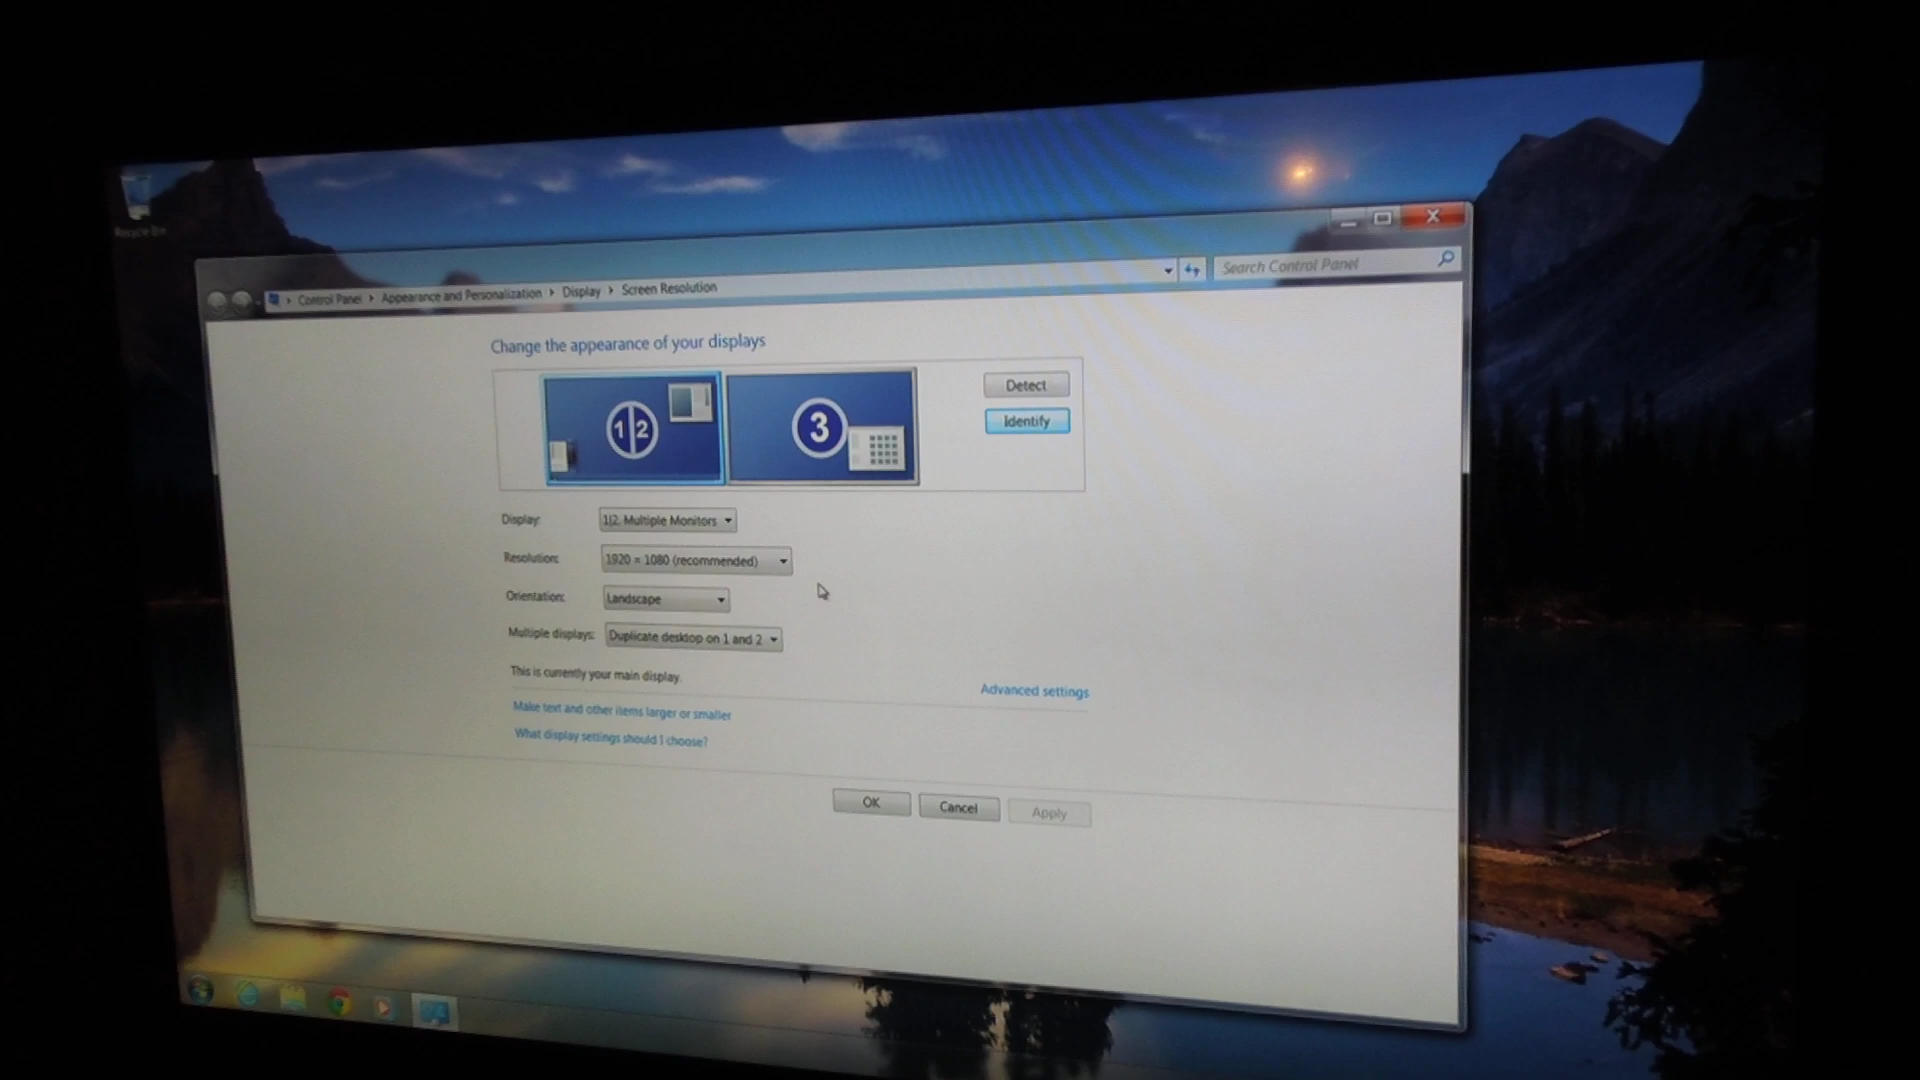 Recycle Bin
Control Panel Appearance and Personalization Display Screen Resolution
Search Control Panel
Change the appearance of your displays
1 2
3
Detect
Identify
Display:
1|2. Multiple Monitors
Resolution:
1920 × 1080 (recommended)
Orientation:
Landscape
Multiple displays:
Duplicate desktop on 1 and 2
This is currently your main display.
Advanced settings
Make text and other items larger or smaller
What display settings should I choose?
OK
Cancel
Apply